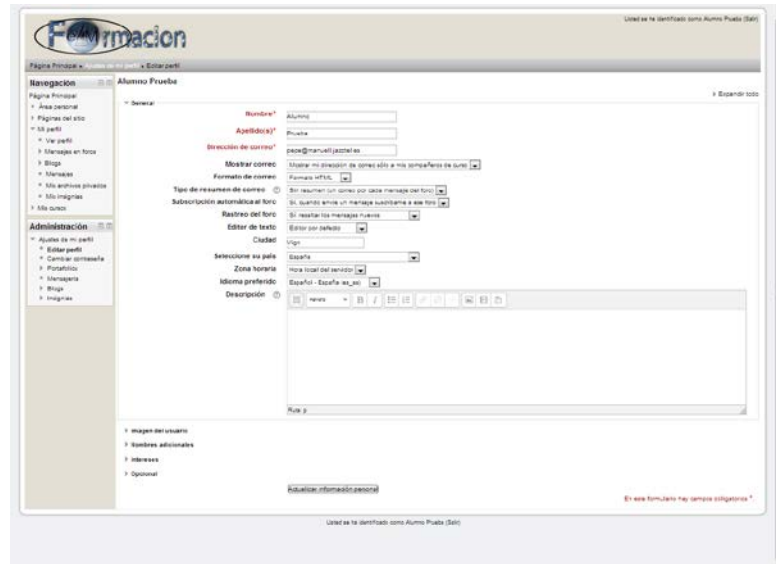 Usted se ha identificado como Alumno Prueba (Salir)
Formacion
Página Principal ▸ Ajustes de mi perfil ▸ Editar perfil
Navegación
Página Principal
Área personal
Páginas del sitio
Mi perfil
Ver perfil
Mensajes en foros
Blogs
Mensajes
Mis archivos privados
Mis insignias
Mis cursos
Administración
Ajustes de mi perfil
Editar perfil
Cambiar contraseña
Portafolios
Mensajería
Blogs
Insignias
Alumno Prueba
Expandir todo
General
Nombre* Alumno
Apellido(s)* Prueba
Dirección de correo*
Mostrar correo Mostrar mi dirección de correo sólo a mis compañeros de curso
Formato de correo Formato HTML
Tipo de resumen de correo Sin resumen (un correo por cada mensaje del foro)
Subscripción automática al foro Sí, cuando envíe un mensaje suscríbame a ese foro
Rastreo del foro Sí: resaltar los mensajes nuevos
Editor de texto Editor por defecto
Ciudad Vigo
Seleccione su país España
Zona horaria Hora local del servidor
Idioma preferido Español - España (es_es)
Descripción
Párrafo B I
Ruta: p
Imagen del usuario
Nombres adicionales
Intereses
Opcional
Actualizar información personal
En este formulario hay campos obligatorios *.
Usted se ha identificado como Alumno Prueba (Salir)